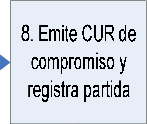 8. Emite CUR de
compromiso y
registra partida